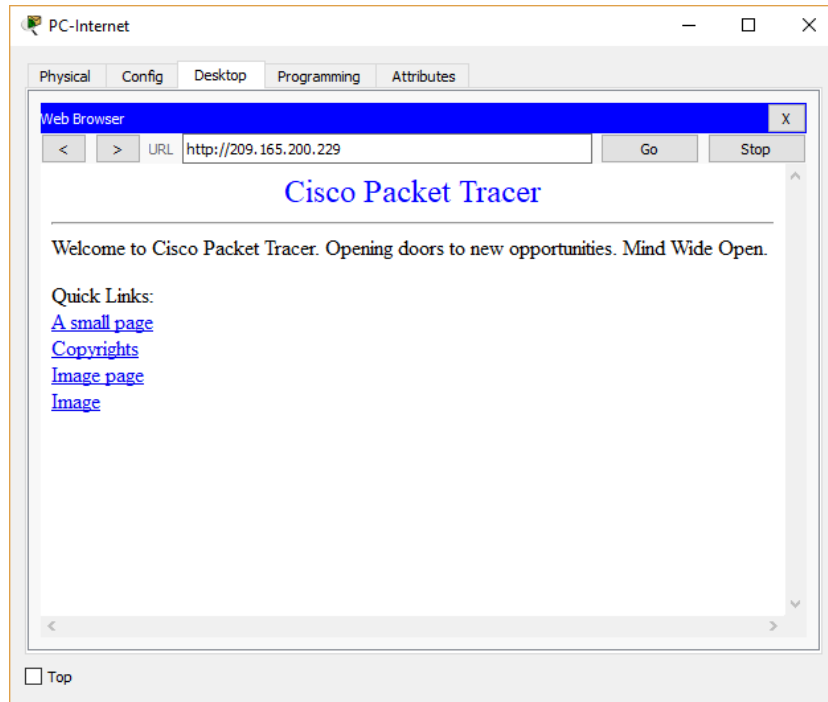 PC-Internet
Physical Config Desktop Programming Attributes
Web Browser X
< > URL http://209.165.200.229 Go Stop
Cisco Packet Tracer
Welcome to Cisco Packet Tracer. Opening doors to new opportunities. Mind Wide Open.
Quick Links:
A small page
Copyrights
Image page
Image
Top